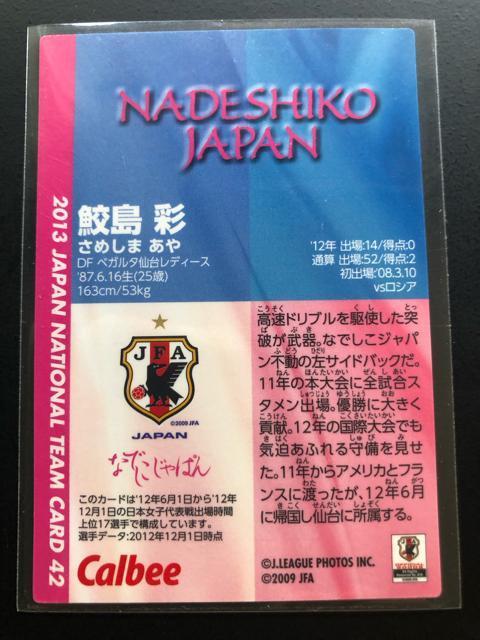 NADESHIKO
JAPAN
2013 JAPAN NATIONAL TEAM CARD 42
鮫島 彩
さめしま あや
DF ベガルタ仙台レディース
'87.6.16生(25歳)
163cm/53kg
'12年 出場:14/得点:0
通算 出場:52/得点:2
初出場:'08.3.10
vsロシア
JFA
©2009 JFA
JAPAN
なでしこじゃぱん
このカードは'12年6月1日から'12年
12月1日の日本女子代表戦出場時間
上位17選手で構成しています。
選手データ:2012年12月1日時点
Calbee
高速ドリブルを駆使した突
破が武器。なでしこジャパ
ン不動の左サイドバックだ。
11年の本大会に全試合ス
タメン出場。優勝に大きく
貢献。12年の国際大会で
も気迫あふれる守備を見せ
た。11年からアメリカとフラ
ンスに渡ったが、12年6月
に帰国し仙台に所属する。
©J.LEAGUE PHOTOS INC.
©2009 JFA